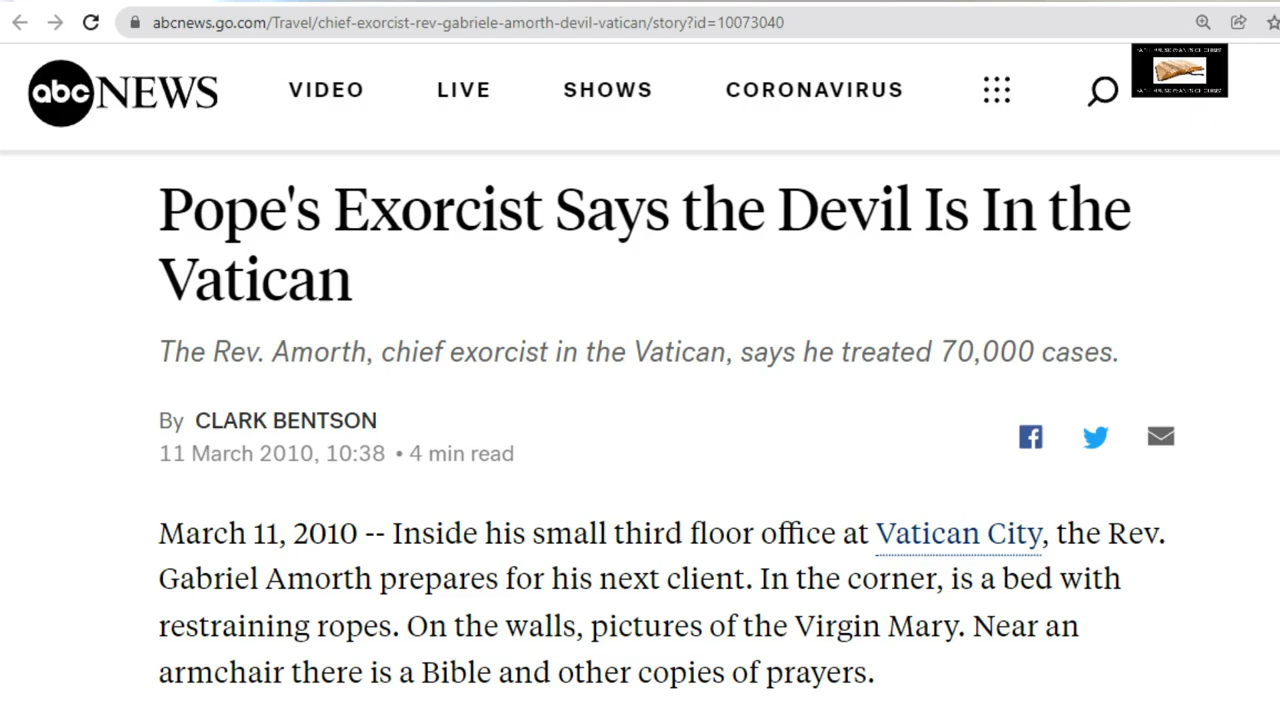 abcnews.go.com/Travel/chief-exorcist-rev-gabriele-amorth-devil-vatican/story?id=10073040
abc NEWS VIDEO LIVE SHOWS CORONAVIRUS
Pope's Exorcist Says the Devil Is In the
Vatican
The Rev. Amorth, chief exorcist in the Vatican, says he treated 70,000 cases.
By CLARK BENTSON
11 March 2010, 10:38 • 4 min read
March 11, 2010 -- Inside his small third floor office at Vatican City, the Rev.
Gabriel Amorth prepares for his next client. In the corner, is a bed with
restraining ropes. On the walls, pictures of the Virgin Mary. Near an
armchair there is a Bible and other copies of prayers.